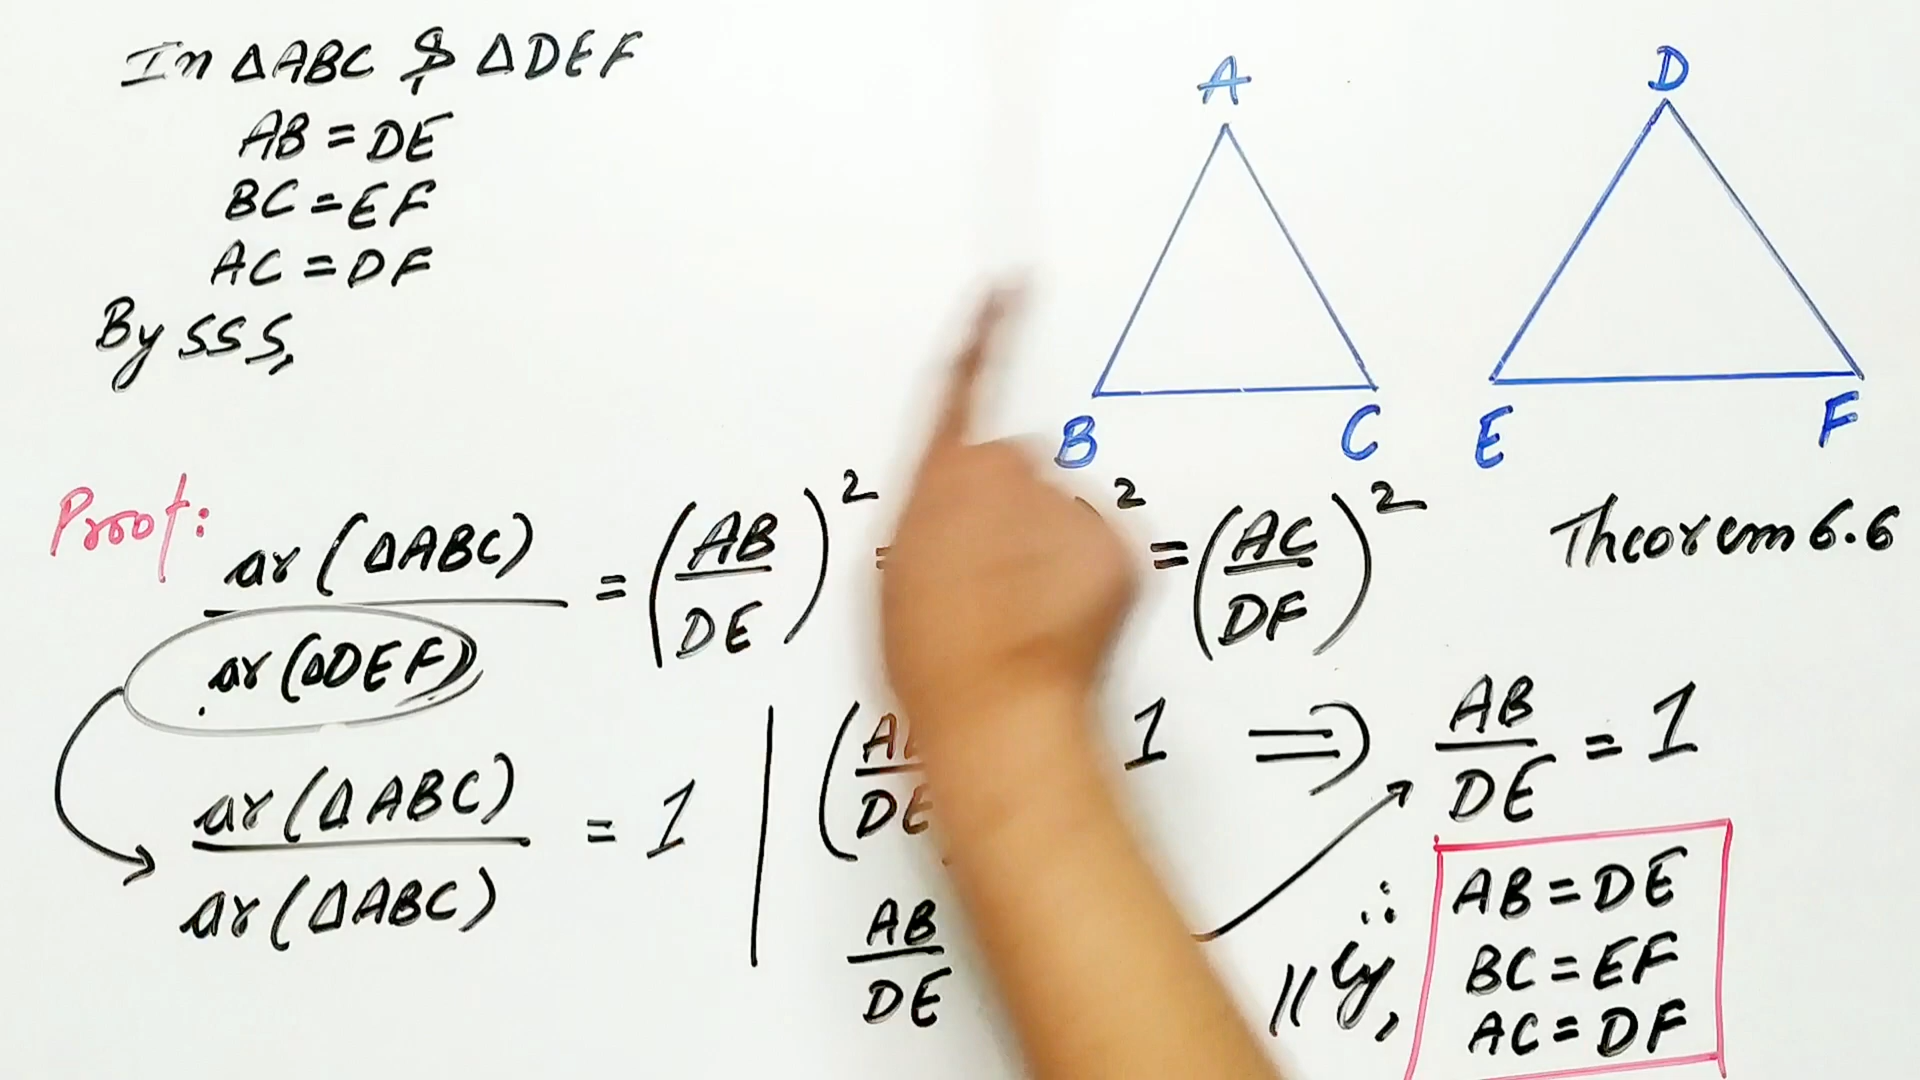 In ΔABC & ΔDEF
AB = DE
BC = EF
AC = DF
By SSS,
A
B
C
D
E
F
Proof:
ar (ΔABC) / ar (ΔDEF) = (AB/DE)² = ² = (AC/DF)²
Theorem 6.6
ar (ΔABC) / ar (ΔABC) = 1
DE 1 ⇒ AB/DE = 1
AB/DE
∴ AB = DE
||ly, BC = EF
AC = DF